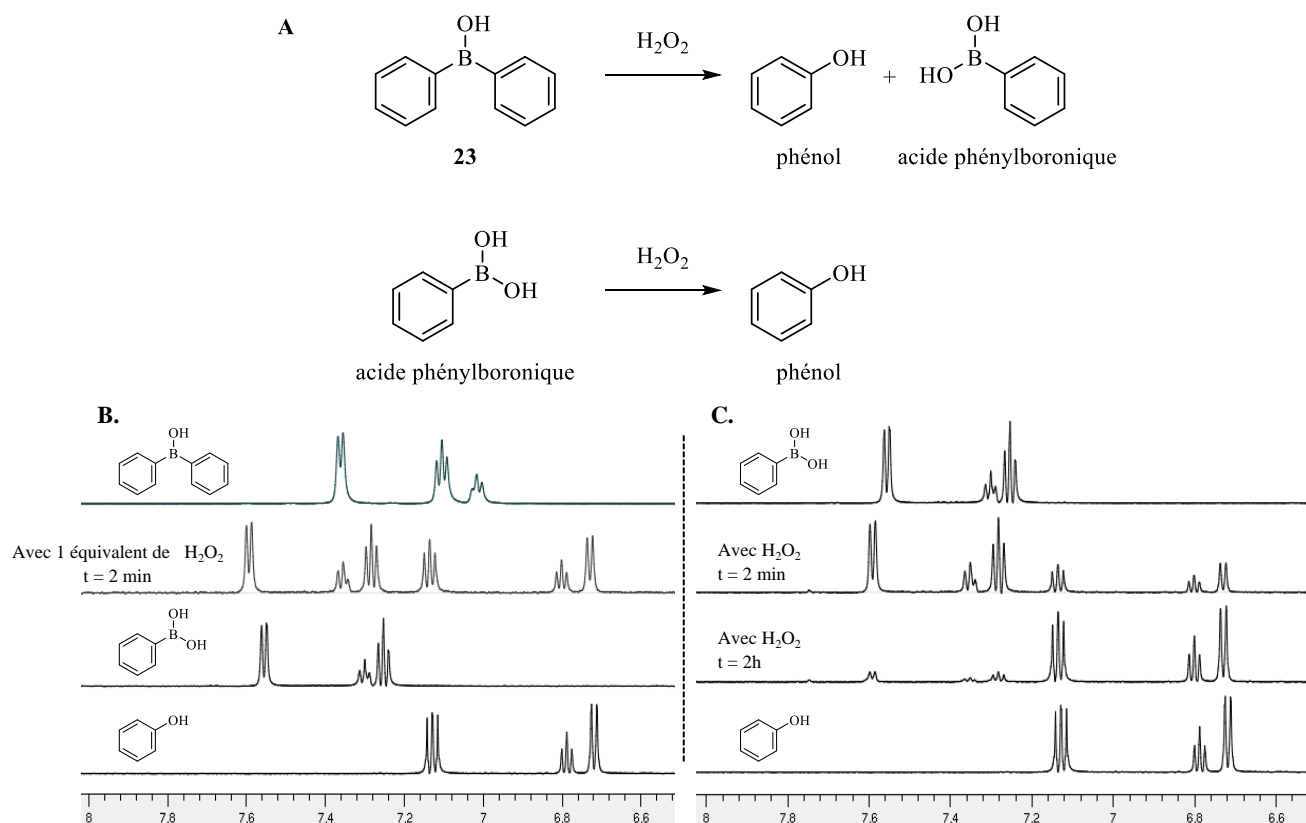 A
OH
B
H₂O₂
OH
+
OH
HO B
23
phénol
acide phénylboronique
OH
B
OH
H₂O₂
OH
acide phénylboronique
phénol
B.
OH
B
Avec 1 équivalent de H₂O₂
t = 2 min
OH
B
OH
OH
8 7.8 7.6 7.4 7.2 7 6.8 6.6
C.
OH
B
OH
Avec H₂O₂
t = 2 min
Avec H₂O₂
t = 2h
OH
8 7.8 7.6 7.4 7.2 7 6.8 6.6